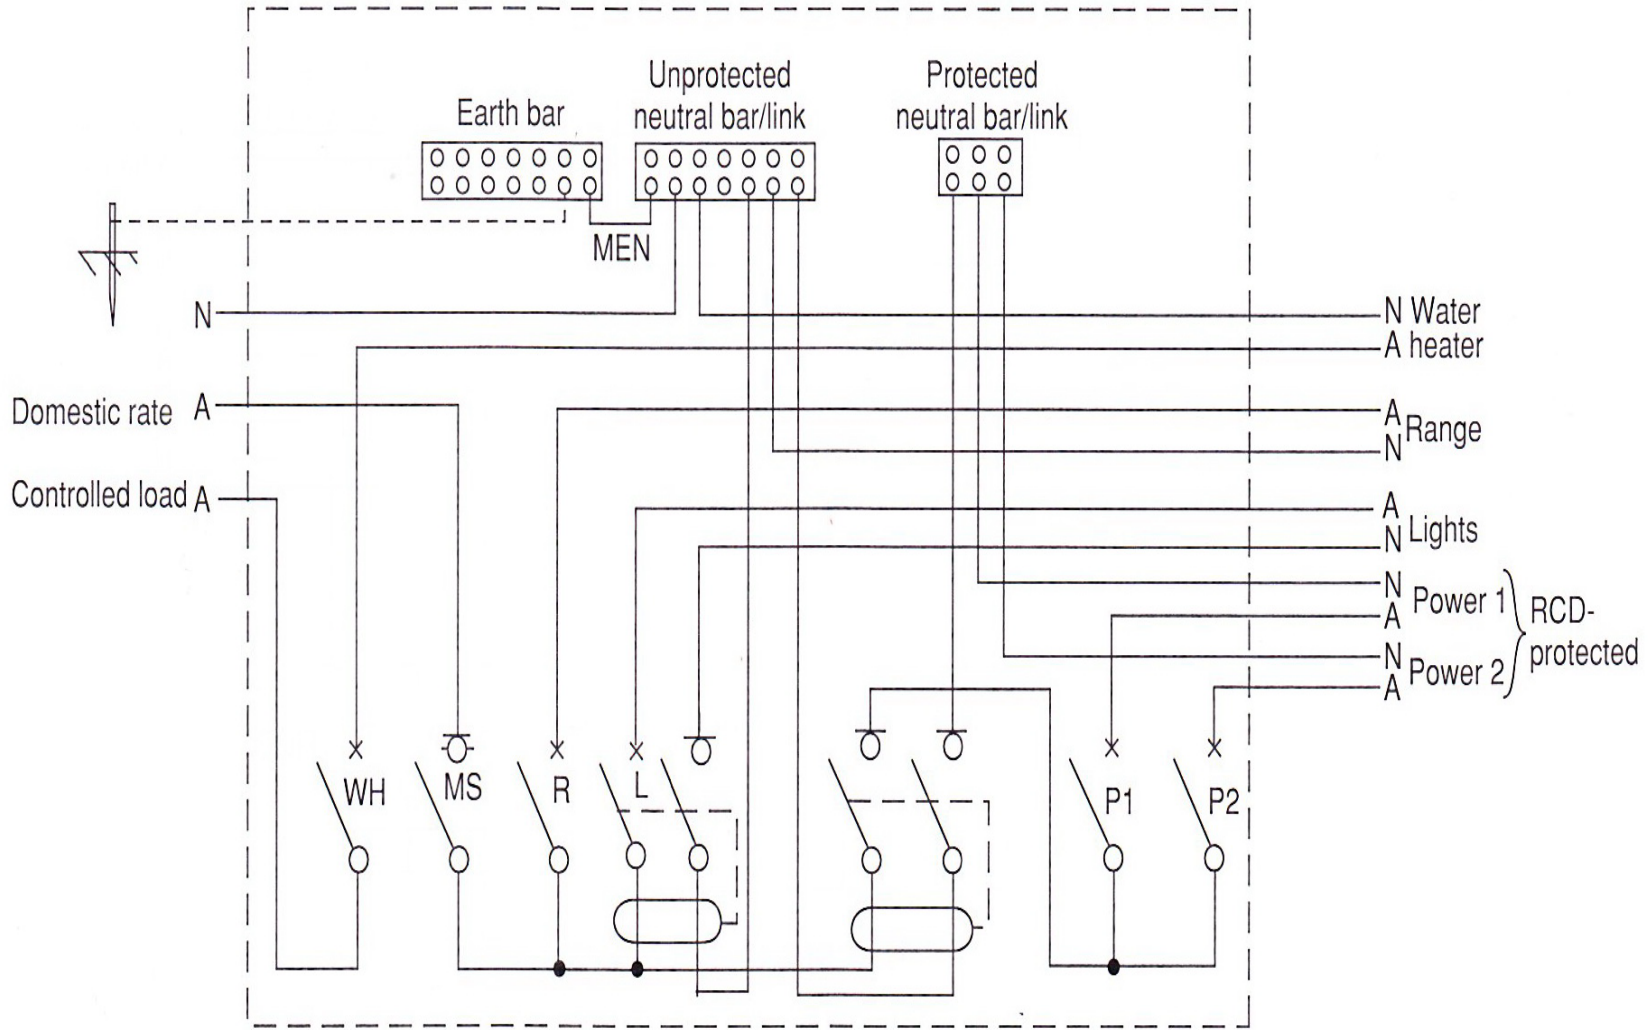 Unprotected
neutral bar/link
Protected
neutral bar/link
Earth bar
MEN
N
N Water
A heater
Domestic rate A
A
Range
N
Controlled load A
A
Lights
N
N
Power 1
A
RCD-
protected
N
Power 2
A
WH
MS
R
L
P1
P2